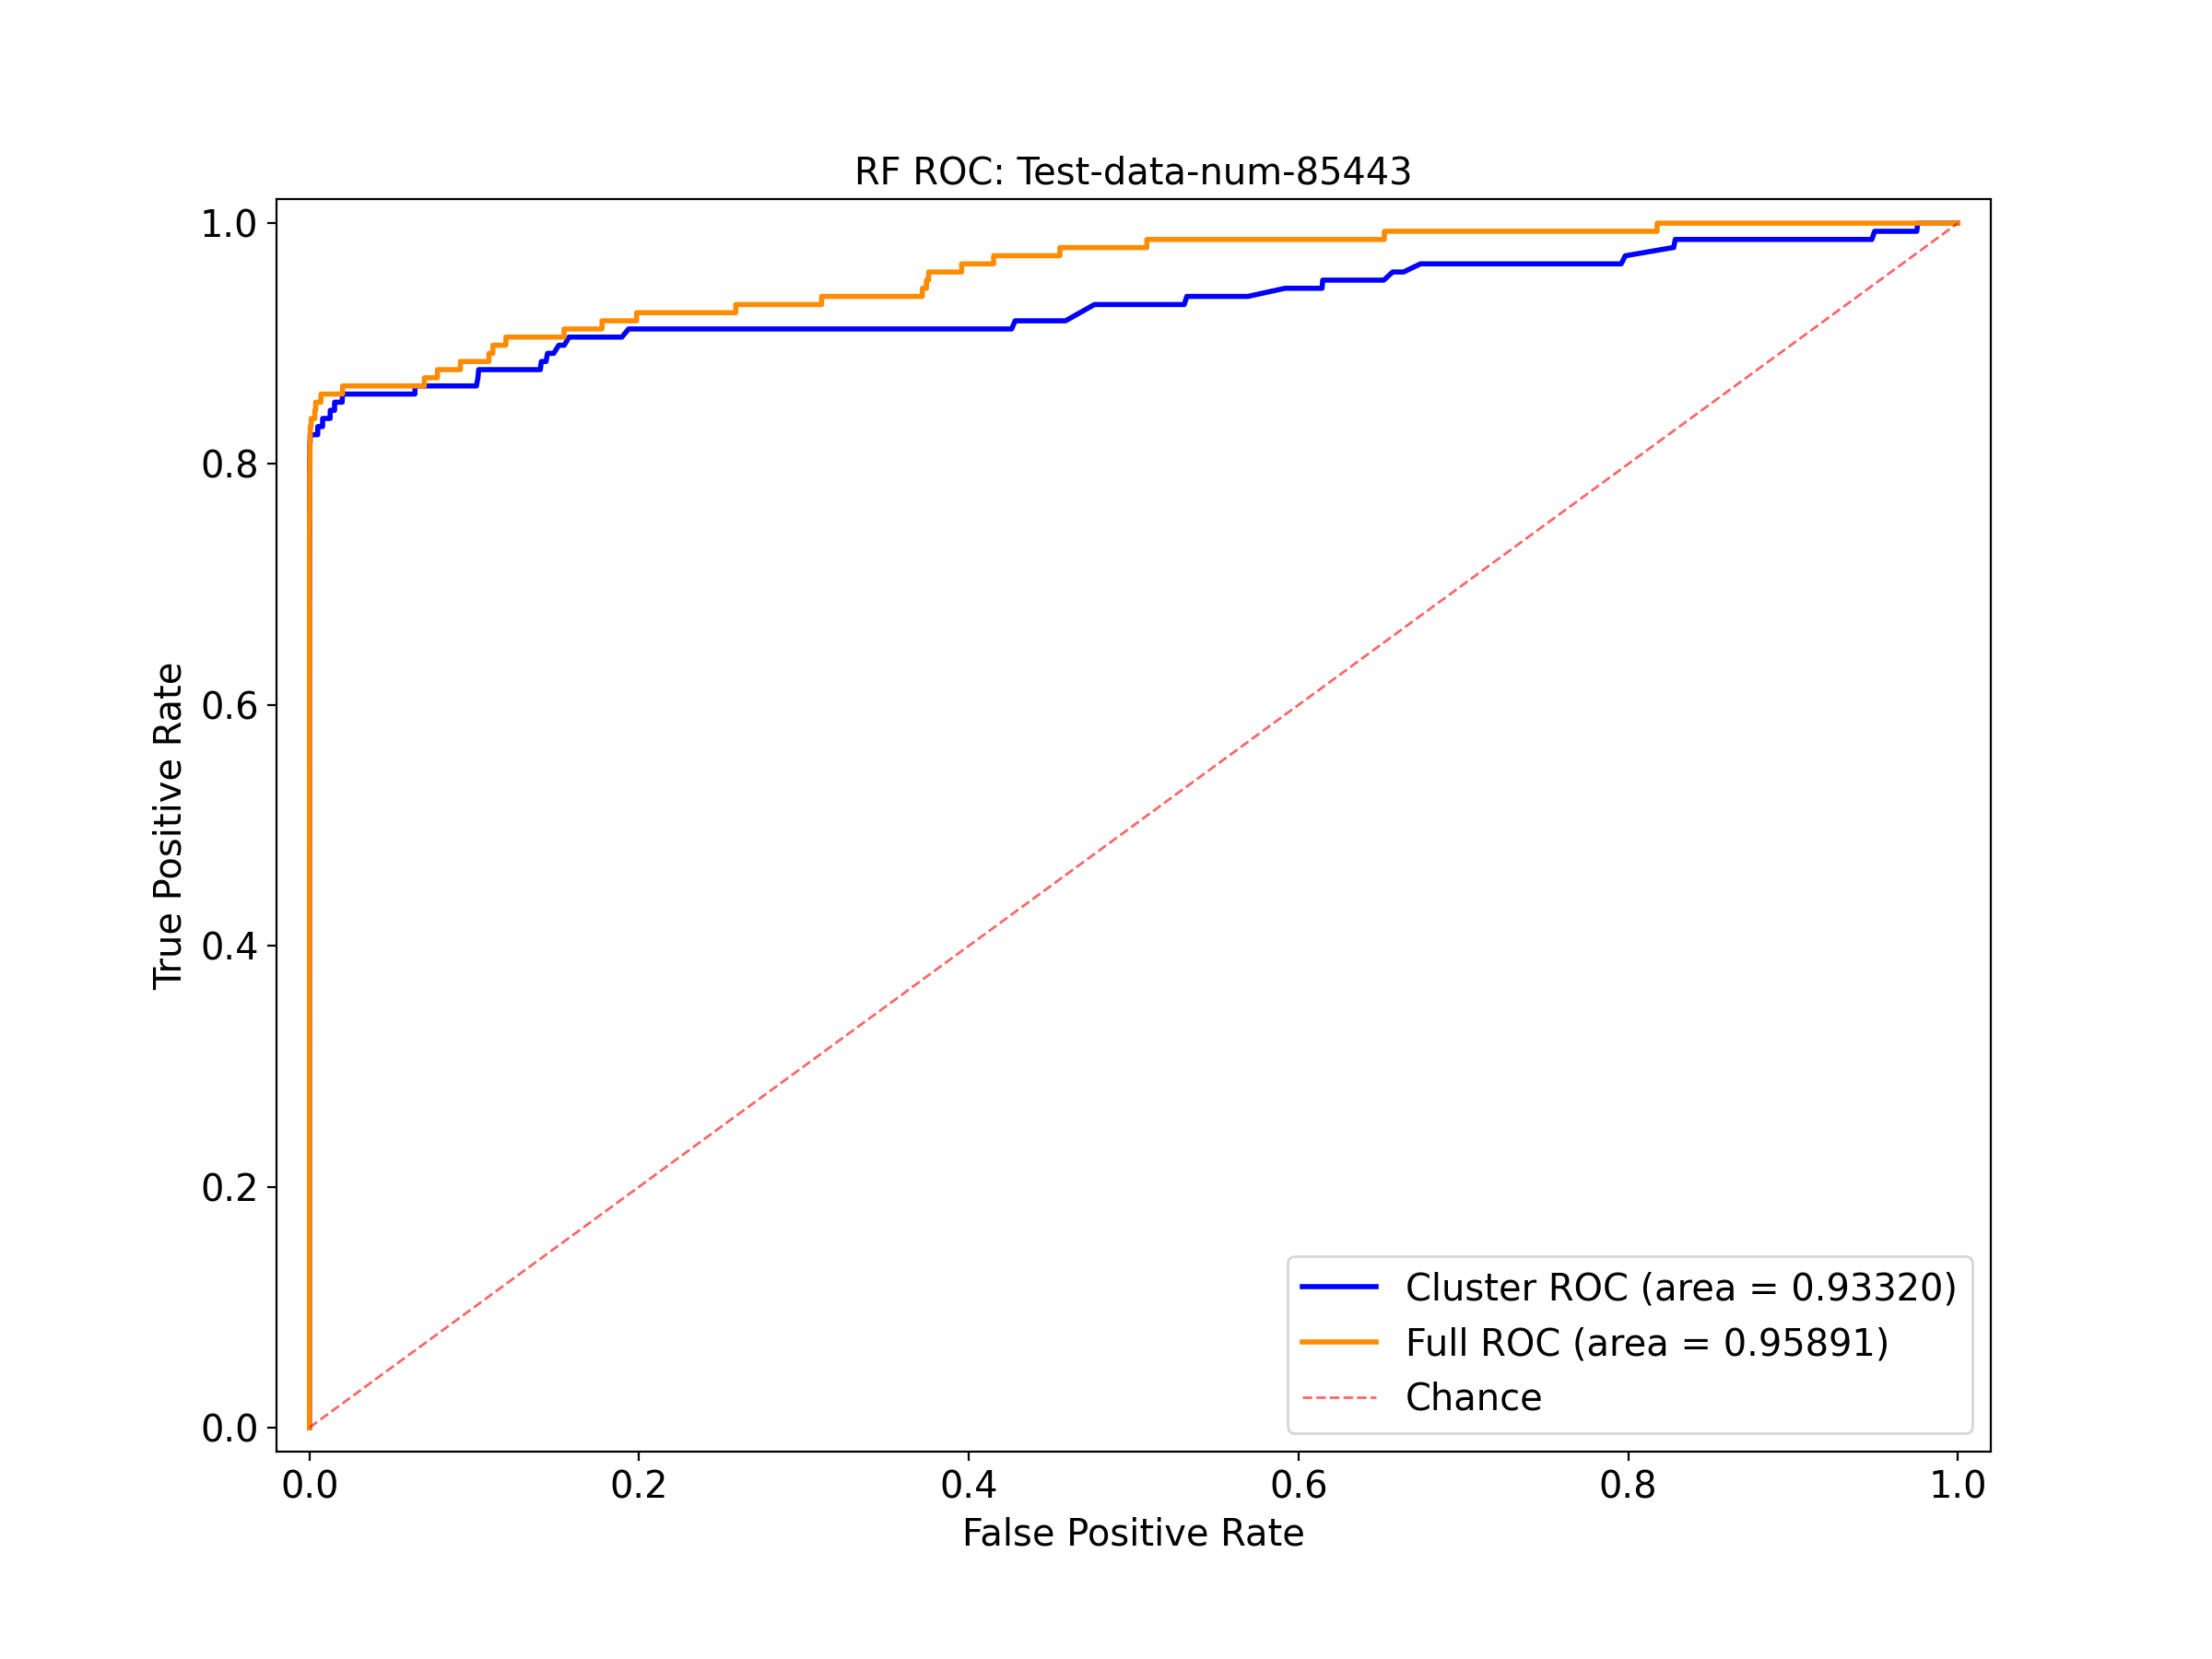 RF ROC: Test-data-num-85443
1.0
0.8
0.6
0.4
0.2
0.0
True Positive Rate
0.0 0.2 0.4 0.6 0.8 1.0
False Positive Rate
Cluster ROC (area = 0.93320)
Full ROC (area = 0.95891)
Chance